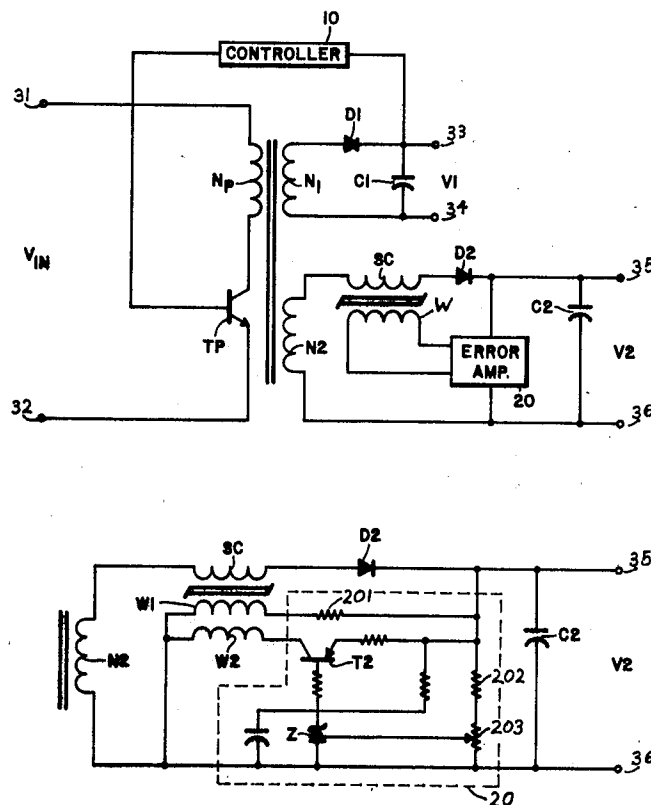 10
CONTROLLER
31
D1
33
NP
N1
C1
V1
34
VIN
SC
D2
35
TP
W
C2
N2
ERROR
AMP.
V2
20
32
36
SC
D2
35
W1
201
C2
W2
T2
N2
202
V2
Z
203
36
20